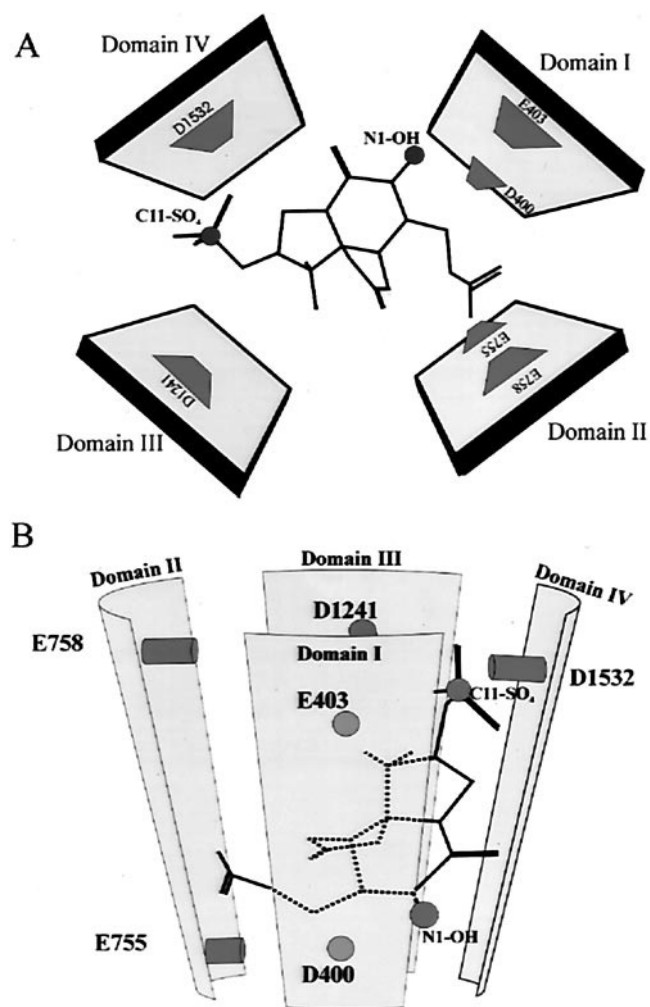 A
Domain IV
Domain I
D1532
E403
N1-OH
D400
C11-SO4
E755
D1241
E758
Domain III
Domain II
B
Domain II
Domain III
Domain IV
D1241
E758
Domain I
D1532
C11-SO4
E403
N1-OH
E755
D400